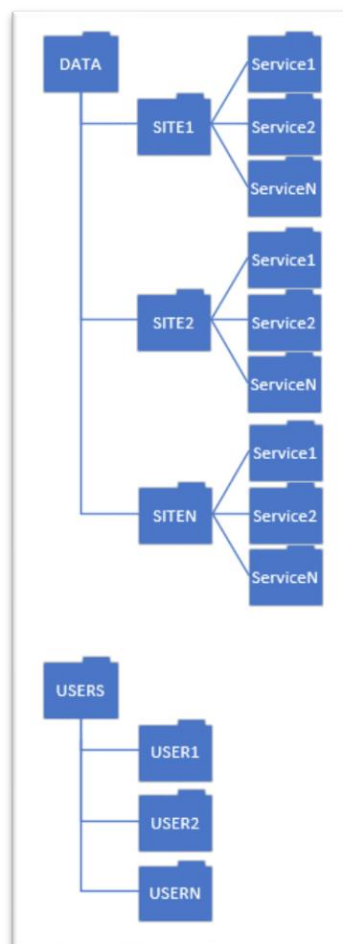 DATA
SITE1
Service1
Service2
ServiceN
SITE2
Service1
Service2
ServiceN
SITEN
Service1
Service2
ServiceN
USERS
USER1
USER2
USERN